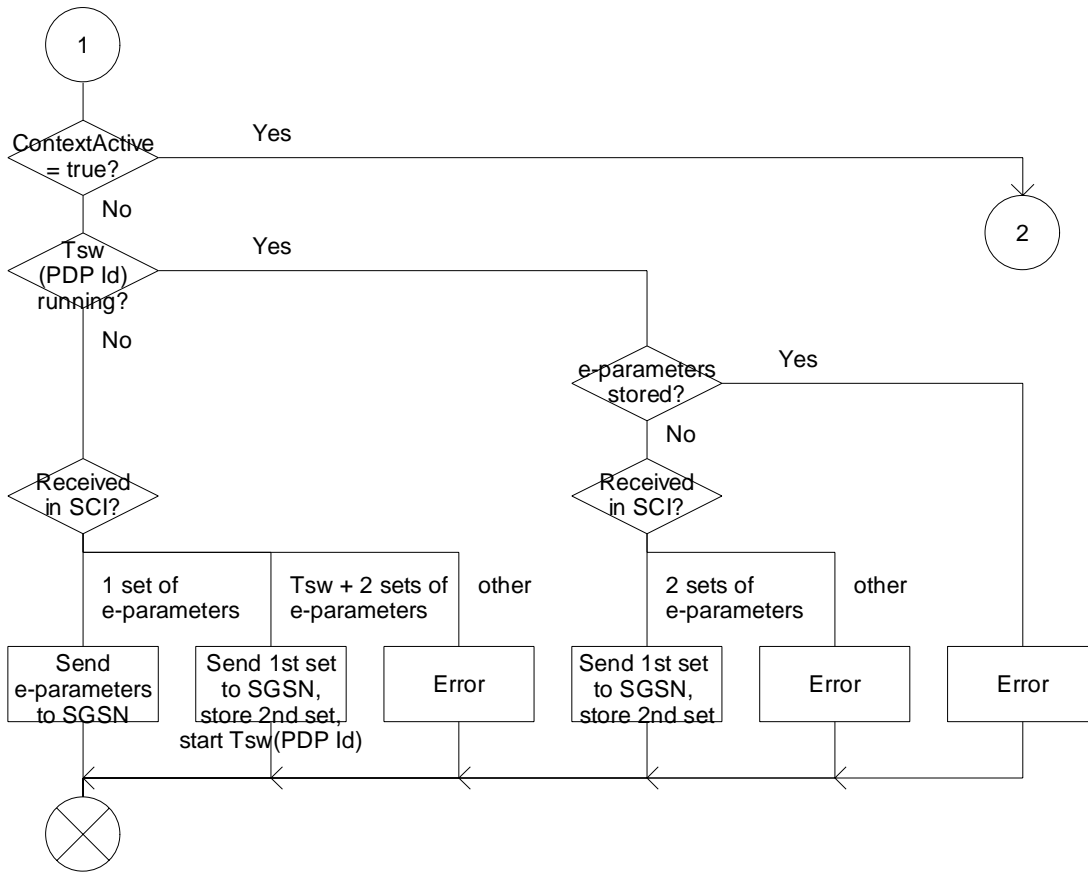 1
ContextActive
= true?
Yes
No
2
Tsw
(PDP Id)
running?
Yes
No
e-parameters
stored?
Yes
No
Received
in SCI?
Received
in SCI?
1 set of
e-parameters
Tsw + 2 sets of
e-parameters
other
2 sets of
e-parameters
other
Send
e-parameters
to SGSN
Send 1st set
to SGSN,
store 2nd set,
start Tsw(PDP Id)
Error
Send 1st set
to SGSN,
store 2nd set
Error
Error